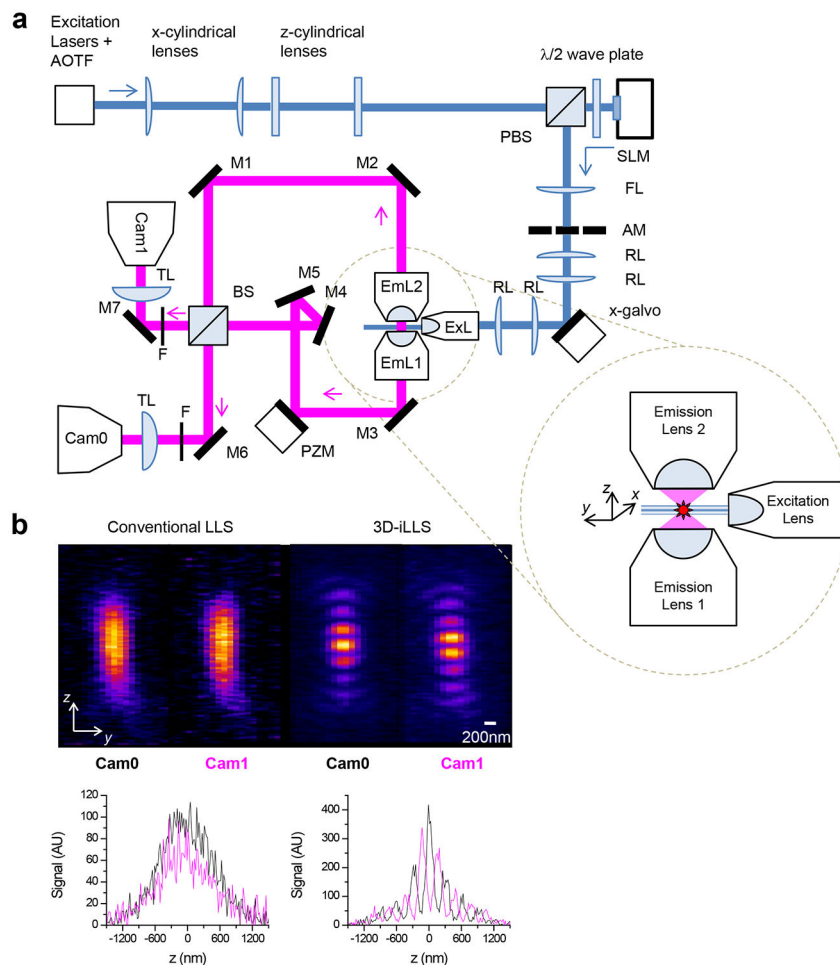 a
Excitation
Lasers +
AOTF
x-cylindrical
lenses
z-cylindrical
lenses
λ/2 wave plate
PBS
SLM
FL
AM
RL
RL
x-galvo
M1
M2
Cam1
TL
M7
F
BS
M5
M4
EmL2
EmL1
ExL
RL RL
TL
F
Cam0
M6
PZM
M3
Emission
Lens 2
z
x
y
Excitation
Lens
Emission
Lens 1
b
Conventional LLS
3D-iLLS
z
y
200nm
Cam0
Cam1
Cam0
Cam1
Signal (AU)
120
100
80
60
40
20
0
-1200 -600 0 600 1200
z (nm)
Signal (AU)
400
300
200
100
0
-1200 -600 0 600 1200
z (nm)